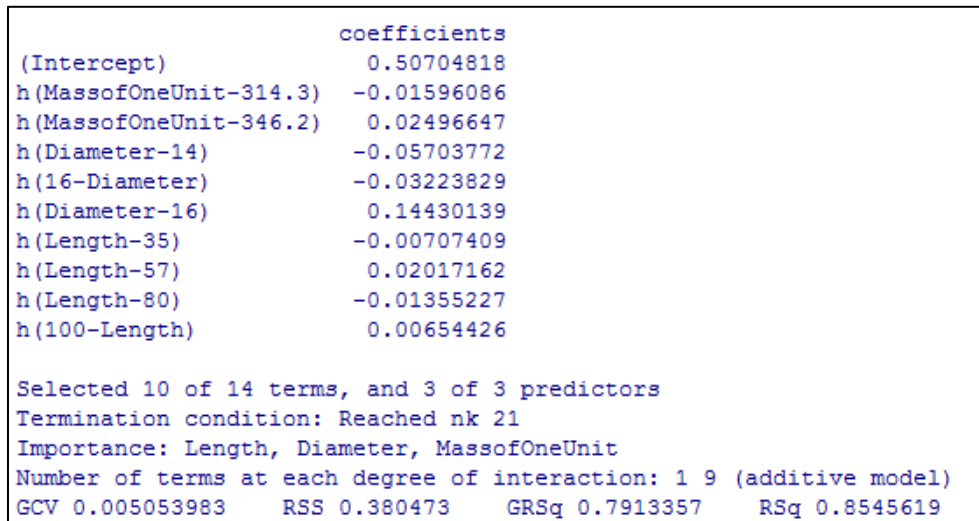 coefficients
(Intercept) 0.50704818
h(MassofOneUnit-314.3) -0.01596086
h(MassofOneUnit-346.2) 0.02496647
h(Diameter-14) -0.05703772
h(16-Diameter) -0.03223829
h(Diameter-16) 0.14430139
h(Length-35) -0.00707409
h(Length-57) 0.02017162
h(Length-80) -0.01355227
h(100-Length) 0.00654426
Selected 10 of 14 terms, and 3 of 3 predictors
Termination condition: Reached nk 21
Importance: Length, Diameter, MassofOneUnit
Number of terms at each degree of interaction: 1 9 (additive model)
GCV 0.005053983 RSS 0.380473 GRSq 0.7913357 RSq 0.8545619